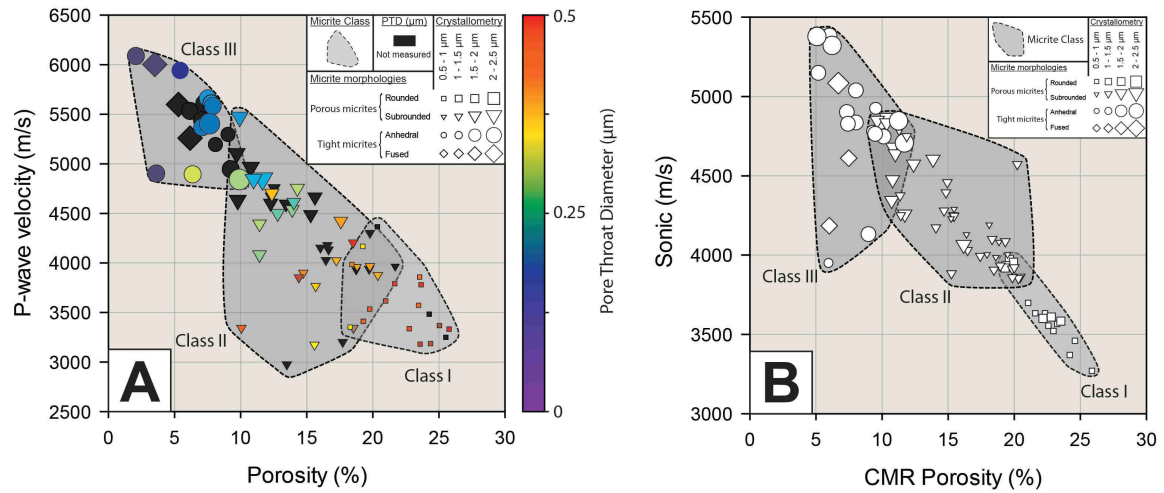 P-wave velocity (m/s)
6500
6000
5500
5000
4500
4000
3500
3000
2500
0 5 10 15 20 25 30
Porosity (%)
Class III
Class II
Class I
A
Micrite Class
PTD (μm)
Not measured
Crystallometry
0.5 - 1 μm
1 - 1.5 μm
1.5 - 2 μm
2 - 2.5 μm
Micrite morphologies
Porous micrites
Rounded
Subrounded
Tight micrites
Anhedral
Fused
0.5
0.25
0
Pore Throat Diameter (μm)
Sonic (m/s)
5500
5000
4500
4000
3500
3000
0 5 10 15 20 25 30
CMR Porosity (%)
Class III
Class II
Class I
B
Micrite Class
Crystallometry
0.5 - 1 μm
1 - 1.5 μm
1.5 - 2 μm
2 - 2.5 μm
Micrite morphologies
Porous micrites
Rounded
Subrounded
Tight micrites
Anhedral
Fused